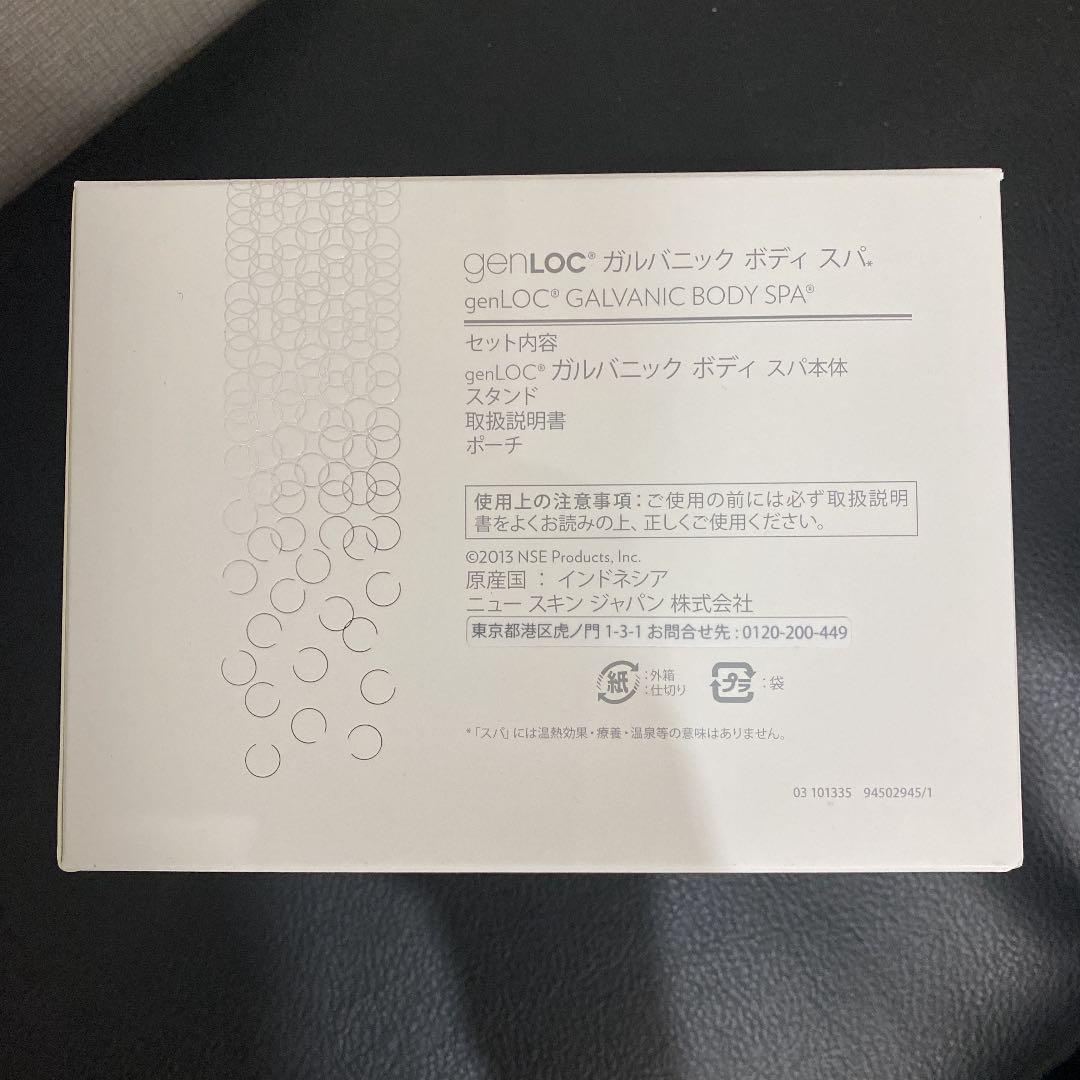 genLOC® ガルバニック ボディ スパ*
genLOC® GALVANIC BODY SPA®
セット内容
genLOC® ガルバニック ボディ スパ本体
スタンド
取扱説明書
ポーチ
使用上の注意事項：ご使用の前には必ず取扱説明
書をよくお読みの上、正しくご使用ください。
©2013 NSE Products, Inc.
原産国 ： インドネシア
ニュー スキン ジャパン 株式会社
東京都港区虎ノ門 1-3-1 お問合せ先 : 0120-200-449
紙 :外箱
:仕切り
プラ :袋
*「スパ」には温熱効果・療養・温泉等の意味はありません。
03 101335 94502945/1